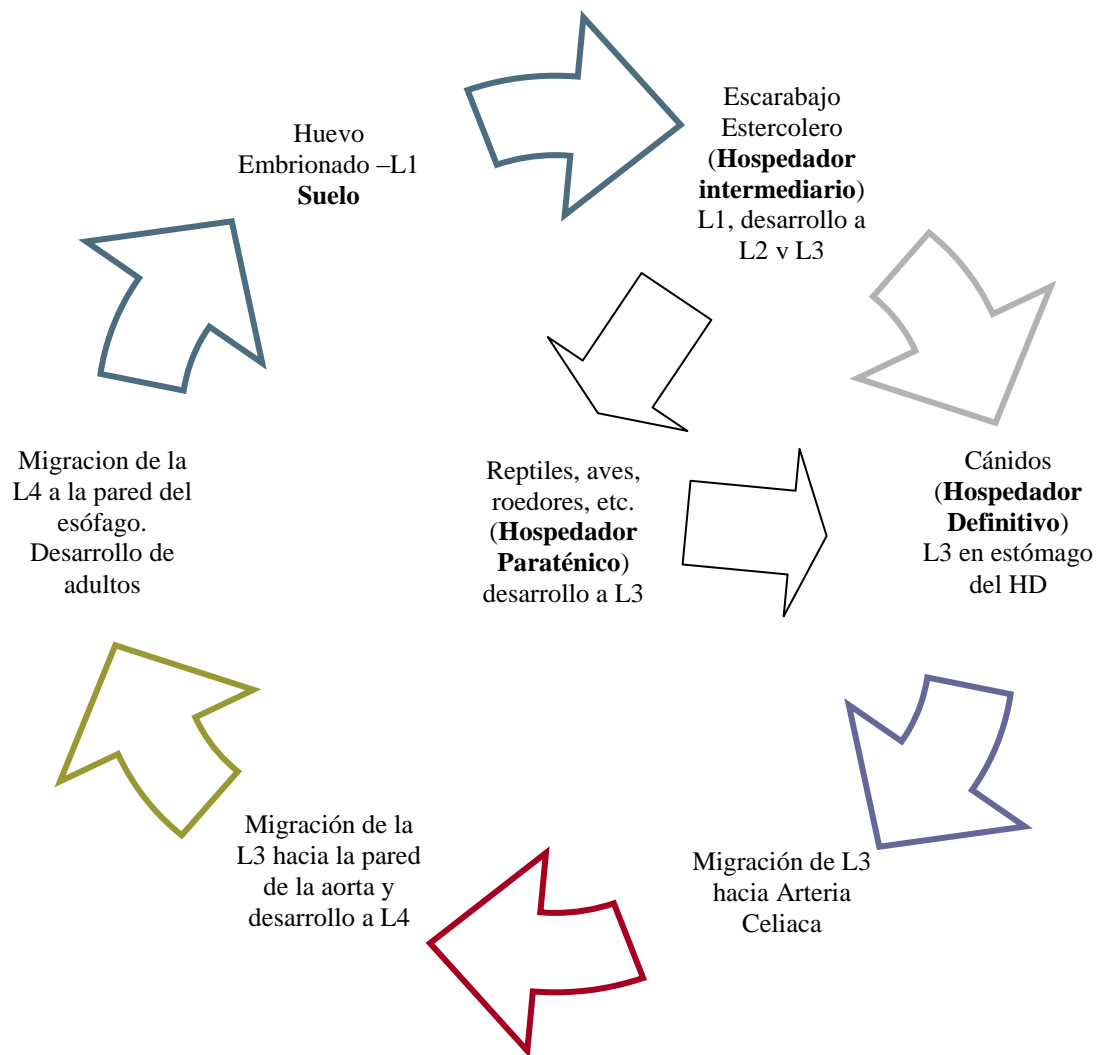 Huevo
Embrionado –L1
Suelo
Escarabajo
Estercolero
(Hospedador
intermediario)
L1, desarrollo a
L2 v L3
Cánidos
(Hospedador
Definitivo)
L3 en estómago
del HD
Reptiles, aves,
roedores, etc.
(Hospedador
Paraténico)
desarrollo a L3
Migración de L3
hacia Arteria
Celiaca
Migración de la
L3 hacia la pared
de la aorta y
desarrollo a L4
Migracion de la
L4 a la pared del
esófago.
Desarrollo de
adultos